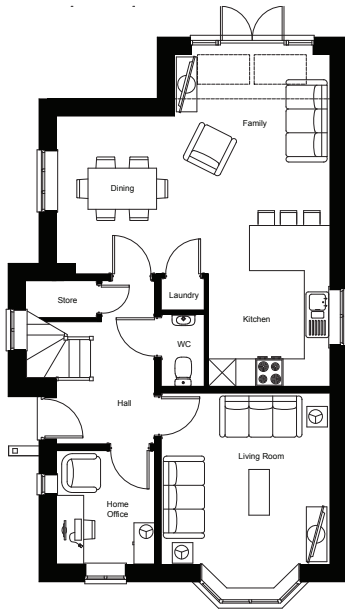 Family
Dining
Store
Laundry
Kitchen
WC
Hall
Living Room
Home
Office